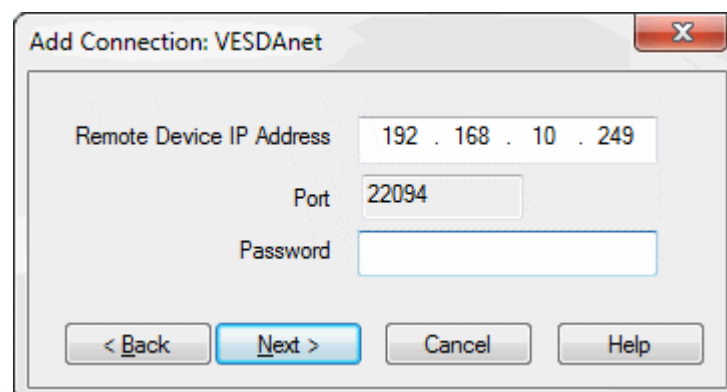 Add Connection: VESDAnet
Remote Device IP Address 192 . 168 . 10 . 249
Port 22094
Password
< Back Next > Cancel Help